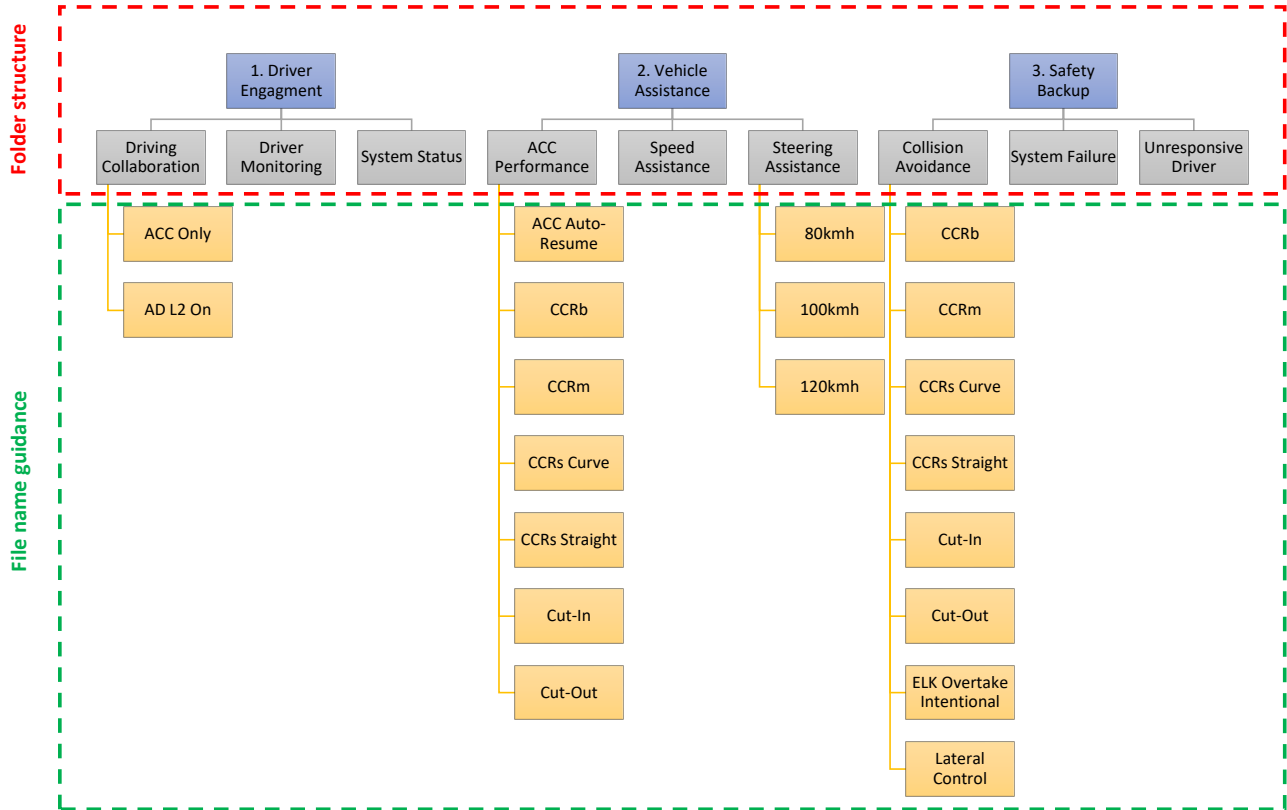 Folder structure
1. Driver
Engagment
2. Vehicle
Assistance
3. Safety
Backup
Driving
Collaboration
Driver
Monitoring
System Status
ACC
Performance
Speed
Assistance
Steering
Assistance
Collision
Avoidance
System Failure
Unresponsive
Driver
File name guidance
ACC Only
AD L2 On
ACC Auto-
Resume
CCRb
CCRm
CCRs Curve
CCRs Straight
Cut-In
Cut-Out
80kmh
100kmh
120kmh
CCRb
CCRm
CCRs Curve
CCRs Straight
Cut-In
Cut-Out
ELK Overtake
Intentional
Lateral
Control